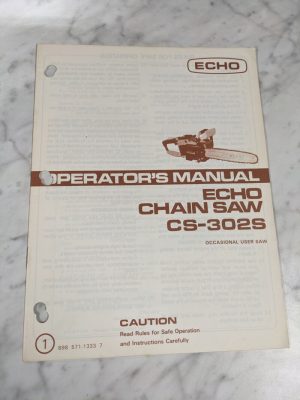 ECHO
OPERATOR'S MANUAL
ECHO
CHAIN SAW
CS-302S
OCCASIONAL USER SAW
CAUTION
Read Rules for Safe Operation
and Instructions Carefully
1